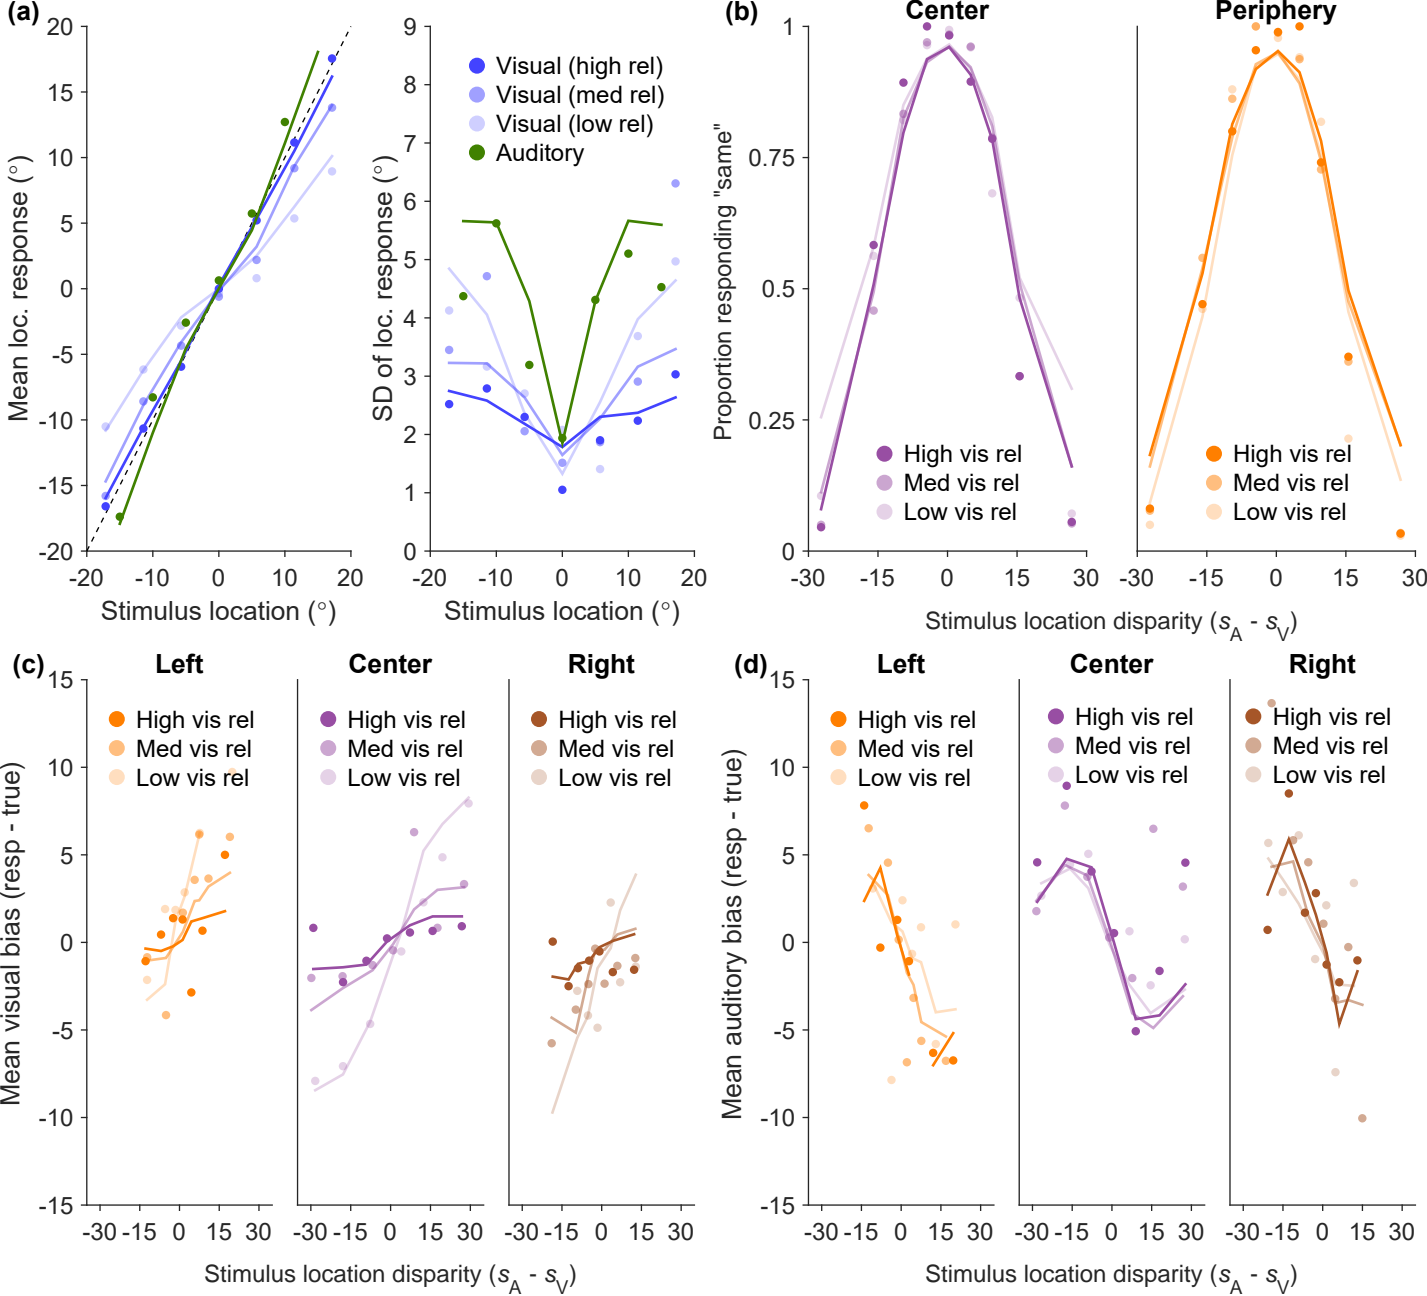 (a)
20
15
10
5
0
-5
-10
-15
-20
-20 -10 0 10 20
Mean loc. response (°)
Stimulus location (°)
9
8
7
6
5
4
3
2
1
0
-20 -10 0 10 20
SD of loc. response (°)
Stimulus location (°)
Visual (high rel)
Visual (med rel)
Visual (low rel)
Auditory
(b)
Center
Periphery
1
0.75
0.5
0.25
0
Proportion responding "same"
High vis rel
Med vis rel
Low vis rel
High vis rel
Med vis rel
Low vis rel
-30 -15 0 15 30
-30 -15 0 15 30
Stimulus location disparity (sA - sV)
(c)
Left
Center
Right
15
10
5
0
-5
-10
-15
Mean visual bias (resp - true)
High vis rel
Med vis rel
Low vis rel
High vis rel
Med vis rel
Low vis rel
High vis rel
Med vis rel
Low vis rel
-30 -15 0 15 30
-30 -15 0 15 30
-30 -15 0 15 30
Stimulus location disparity (sA - sV)
(d)
Left
Center
Right
15
10
5
0
-5
-10
-15
Mean auditory bias (resp - true)
High vis rel
Med vis rel
Low vis rel
High vis rel
Med vis rel
Low vis rel
High vis rel
Med vis rel
Low vis rel
-30 -15 0 15 30
-30 -15 0 15 30
-30 -15 0 15 30
Stimulus location disparity (sA - sV)